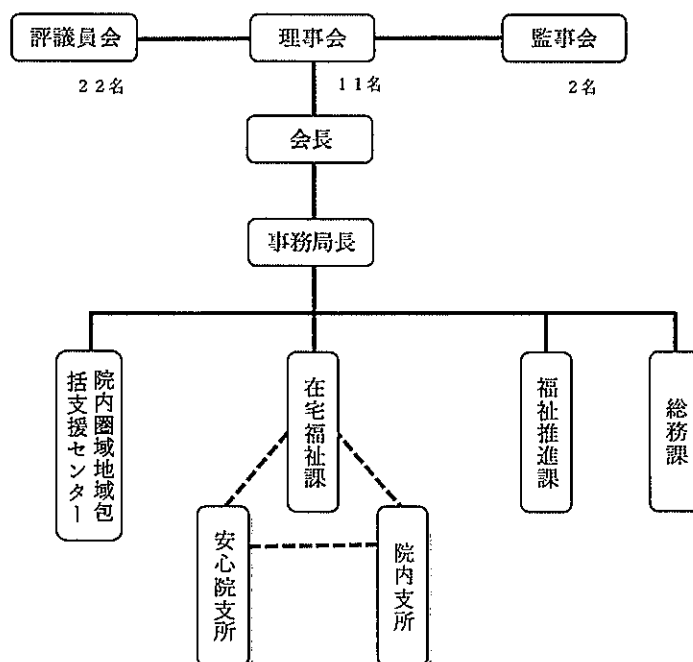 評議員会
理事会
監事会
22名
11名
2名
会長
事務局長
院内圏域地域包
括支援センター
在宅福祉課
福祉推進課
総務課
安心院支所
院内支所